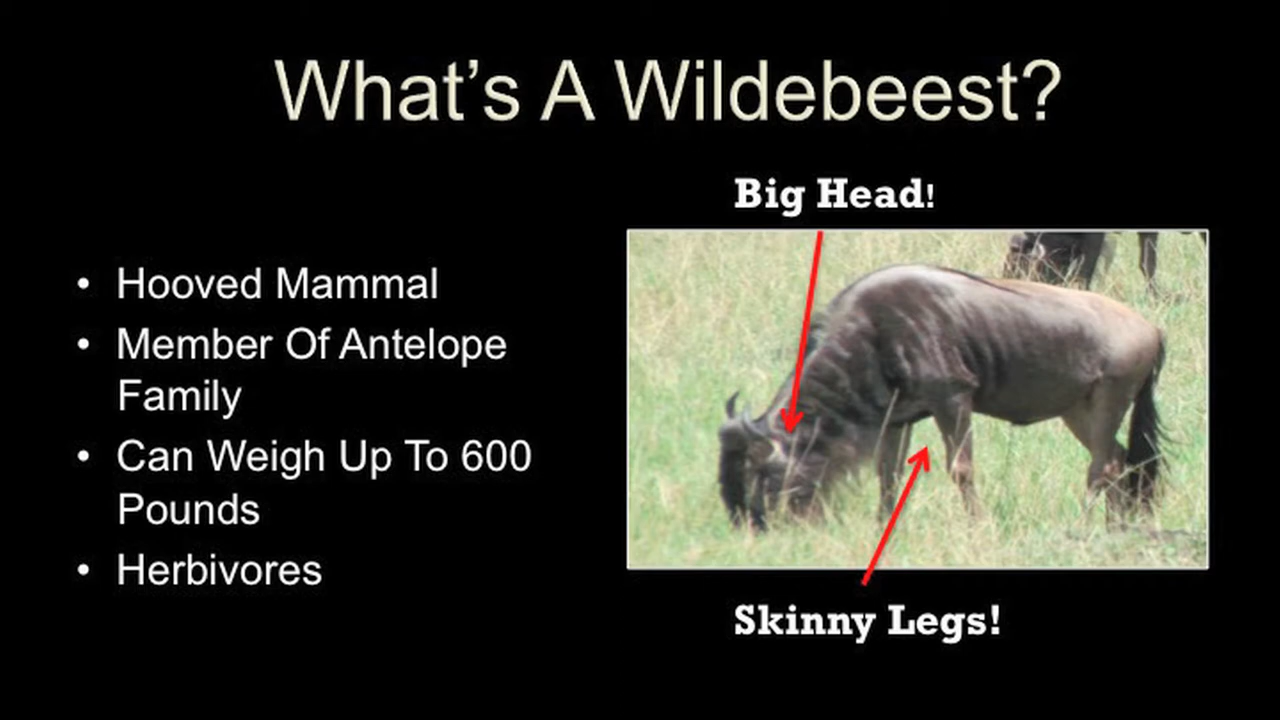 What’s A Wildebeest?
Big Head!
• Hooved Mammal
• Member Of Antelope
Family
• Can Weigh Up To 600
Pounds
• Herbivores
Skinny Legs!